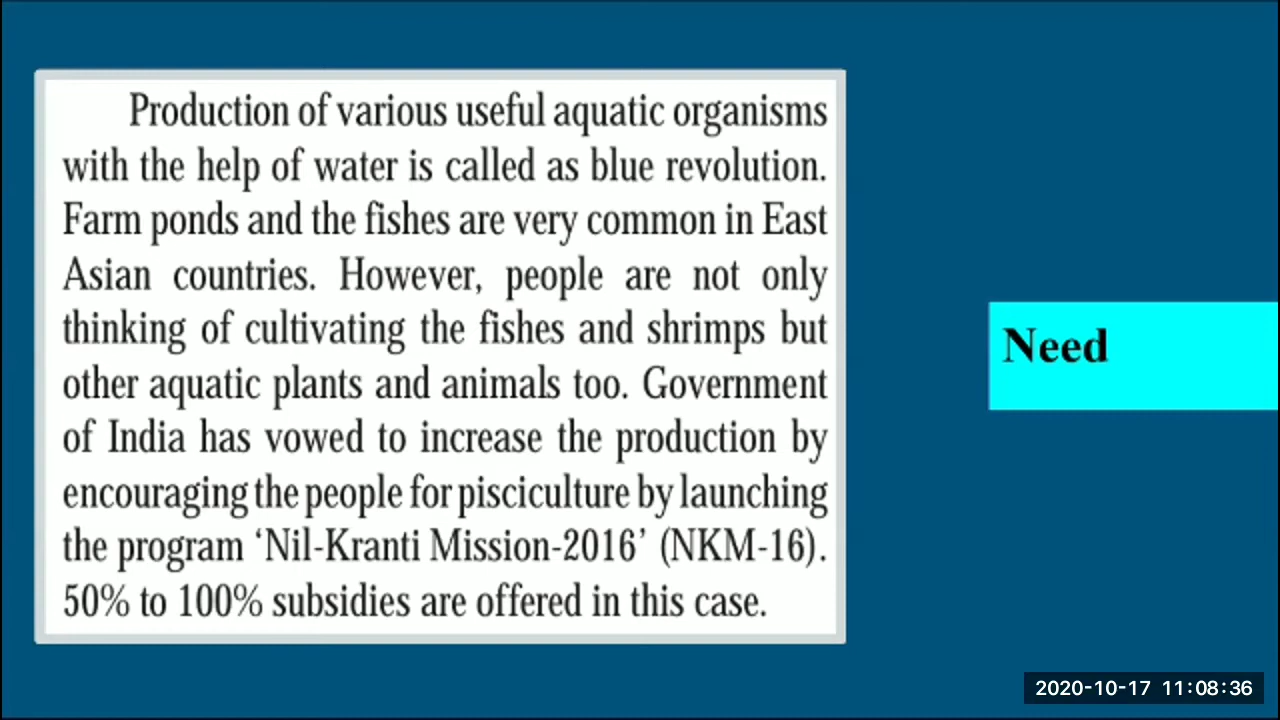 Production of various useful aquatic organisms
with the help of water is called as blue revolution.
Farm ponds and the fishes are very common in East
Asian countries. However, people are not only
thinking of cultivating the fishes and shrimps but
other aquatic plants and animals too. Government
of India has vowed to increase the production by
encouraging the people for pisciculture by launching
the program ‘Nil-Kranti Mission-2016’ (NKM-16).
50% to 100% subsidies are offered in this case.
Need
2020-10-17 11:08:36